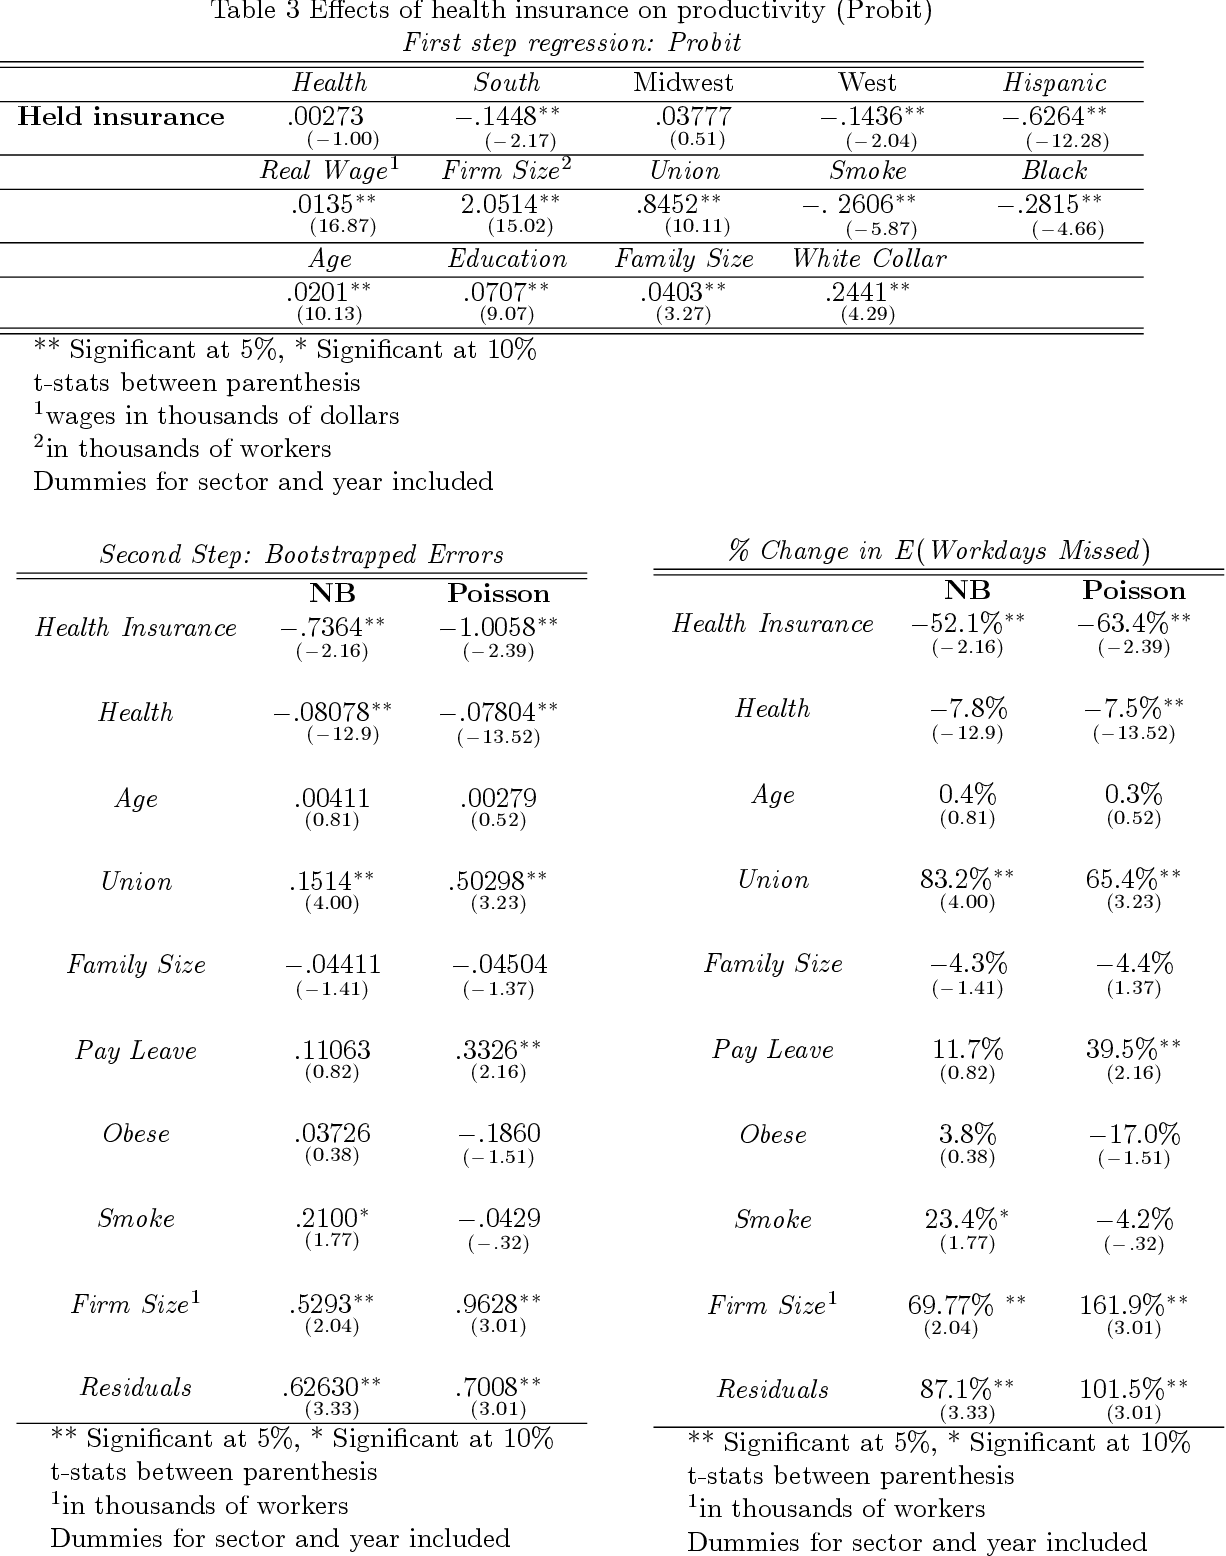 Table 3 Effects of health insurance on productivity (Probit)
First step regression: Probit
Health South Midwest West Hispanic
Held insurance .00273 −.1448** .03777 −.1436** −.6264**
(−1.00) (−2.17) (0.51) (−2.04) (−12.28)
Real Wage¹ Firm Size² Union Smoke Black
.0135** 2.0514** .8452** −. 2606** −.2815**
(16.87) (15.02) (10.11) (−5.87) (−4.66)
Age Education Family Size White Collar
.0201** .0707** .0403** .2441**
(10.13) (9.07) (3.27) (4.29)
** Significant at 5%, * Significant at 10%
t-stats between parenthesis
¹wages in thousands of dollars
²in thousands of workers
Dummies for sector and year included
Second Step: Bootstrapped Errors
NB Poisson
Health Insurance −.7364** −1.0058**
(−2.16) (−2.39)
Health −.08078** −.07804**
(−12.9) (−13.52)
Age .00411 .00279
(0.81) (0.52)
Union .1514** .50298**
(4.00) (3.23)
Family Size −.04411 −.04504
(−1.41) (−1.37)
Pay Leave .11063 .3326**
(0.82) (2.16)
Obese .03726 −.1860
(0.38) (−1.51)
Smoke .2100* −.0429
(1.77) (−.32)
Firm Size¹ .5293** .9628**
(2.04) (3.01)
Residuals .62630** .7008**
(3.33) (3.01)
** Significant at 5%, * Significant at 10%
t-stats between parenthesis
¹in thousands of workers
Dummies for sector and year included
% Change in E(Workdays Missed)
NB Poisson
Health Insurance −52.1%** −63.4%**
(−2.16) (−2.39)
Health −7.8% −7.5%**
(−12.9) (−13.52)
Age 0.4% 0.3%
(0.81) (0.52)
Union 83.2%** 65.4%**
(4.00) (3.23)
Family Size −4.3% −4.4%
(−1.41) (1.37)
Pay Leave 11.7% 39.5%**
(0.82) (2.16)
Obese 3.8% −17.0%
(0.38) (−1.51)
Smoke 23.4%* −4.2%
(1.77) (−.32)
Firm Size¹ 69.77% ** 161.9%**
(2.04) (3.01)
Residuals 87.1%** 101.5%**
(3.33) (3.01)
** Significant at 5%, * Significant at 10%
t-stats between parenthesis
¹in thousands of workers
Dummies for sector and year included